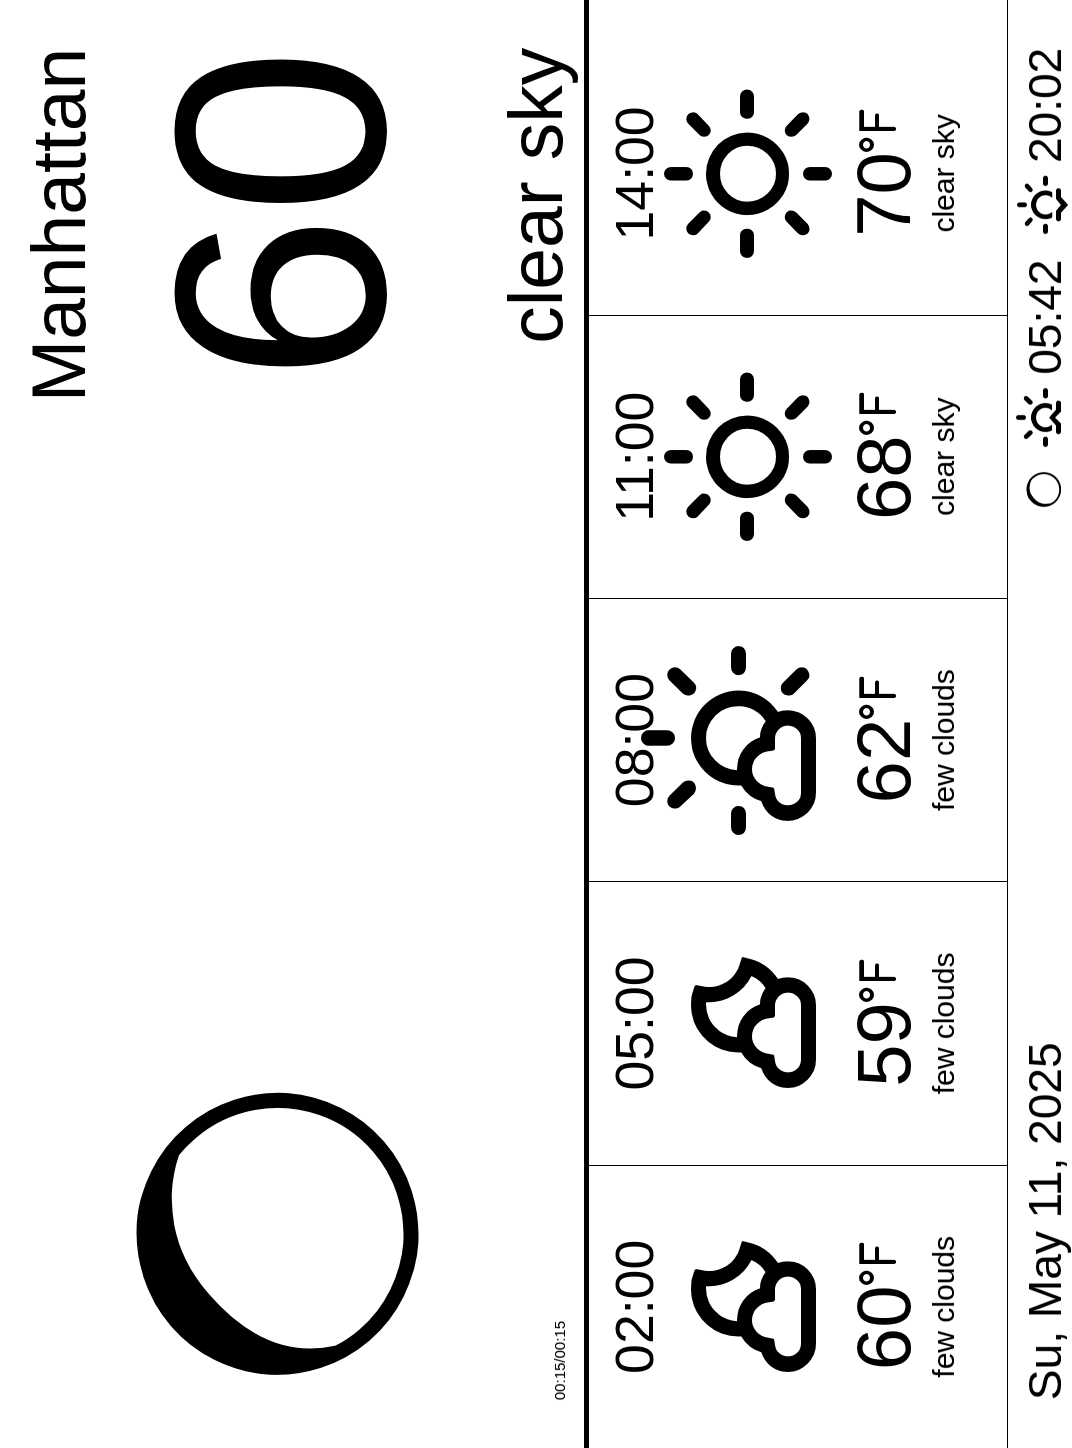 Manhattan
60
clear sky
00:15/00:15
02:00
60°F
few clouds
05:00
59°F
few clouds
08:00
62°F
few clouds
11:00
68°F
clear sky
14:00
70°F
clear sky
Su, May 11, 2025
05:42
20:02